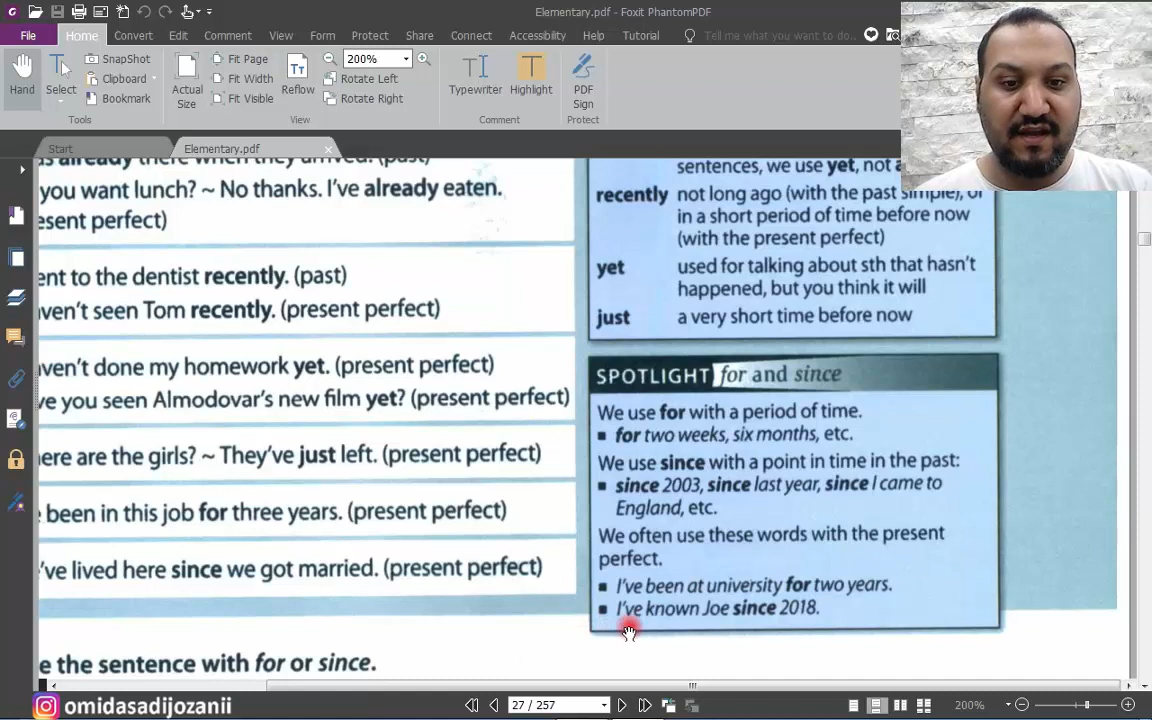 Elementary.pdf - Foxit PhantomPDF
File Home Convert Edit Comment View Form Protect Share Connect Accessibility Help Tutorial Tell me what you want to do..
Hand
Select
SnapShot
Clipboard
Bookmark
Tools
Actual Size
Fit Page
Fit Width
Fit Visible
Reflow
200%
Rotate Left
Rotate Right
View
Typewriter
Highlight
Comment
PDF Sign
Protect
Start Elementary.pdf
already there when they arrived. (past)
you want lunch? ~ No thanks. I've already eaten.
esent perfect)
ent to the dentist recently. (past)
aven't seen Tom recently. (present perfect)
aven't done my homework yet. (present perfect)
ve you seen Almodovar's new film yet? (present perfect)
ere are the girls? ~ They've just left. (present perfect)
been in this job for three years. (present perfect)
've lived here since we got married. (present perfect)
e the sentence with for or since.
sentences, we use yet, not a
recently not long ago (with the past simple), or
in a short period of time before now
(with the present perfect)
yet used for talking about sth that hasn't
happened, but you think it will
just a very short time before now
SPOTLIGHT for and since
We use for with a period of time.
■ for two weeks, six months, etc.
We use since with a point in time in the past:
■ since 2003, since last year, since I came to
England, etc.
We often use these words with the present
perfect.
■ I've been at university for two years.
■ I've known Joe since 2018.
omidasadijozanii
27 / 257
200%